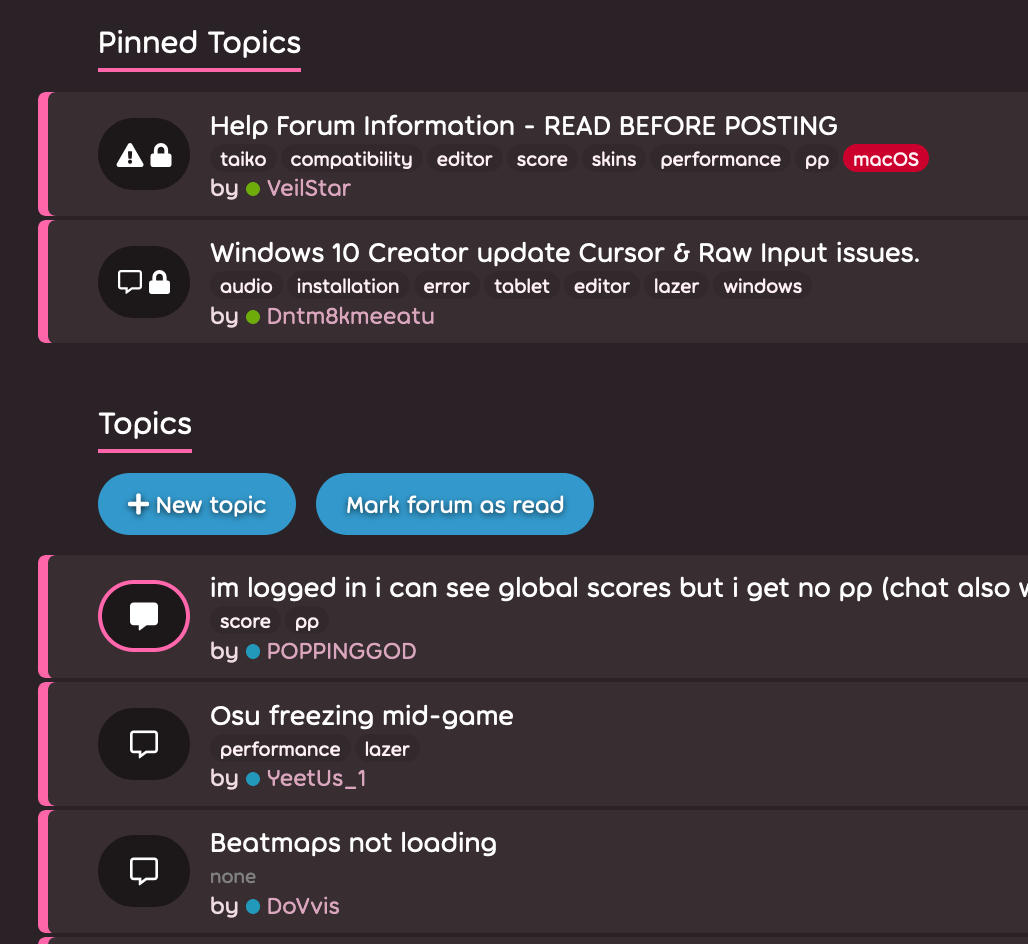 Pinned Topics
Help Forum Information - READ BEFORE POSTING
taiko compatibility editor score skins performance pp macOS
by VeilStar
Windows 10 Creator update Cursor & Raw Input issues.
audio installation error tablet editor lazer windows
by Dntm8kmeeatu
Topics
New topic Mark forum as read
im logged in i can see global scores but i get no pp (chat also
score pp
by POPPINGGOD
Osu freezing mid-game
performance lazer
by YeetUs_1
Beatmaps not loading
none
by DoVvis